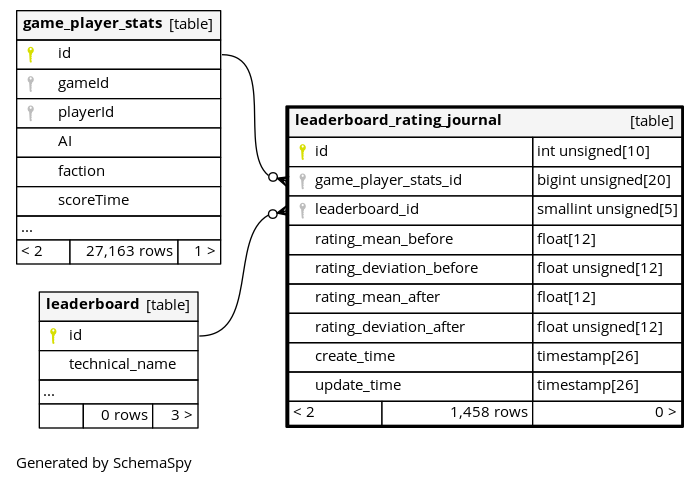 game_player_stats [table]
id
gameId
playerId
AI
faction
scoreTime
...
< 2 27,163 rows 1 >
leaderboard_rating_journal [table]
id int unsigned[10]
game_player_stats_id bigint unsigned[20]
leaderboard_id smallint unsigned[5]
rating_mean_before float[12]
rating_deviation_before float unsigned[12]
rating_mean_after float[12]
rating_deviation_after float unsigned[12]
create_time timestamp[26]
update_time timestamp[26]
< 2 1,458 rows 0 >
leaderboard [table]
id
technical_name
...
0 rows 3 >
Generated by SchemaSpy